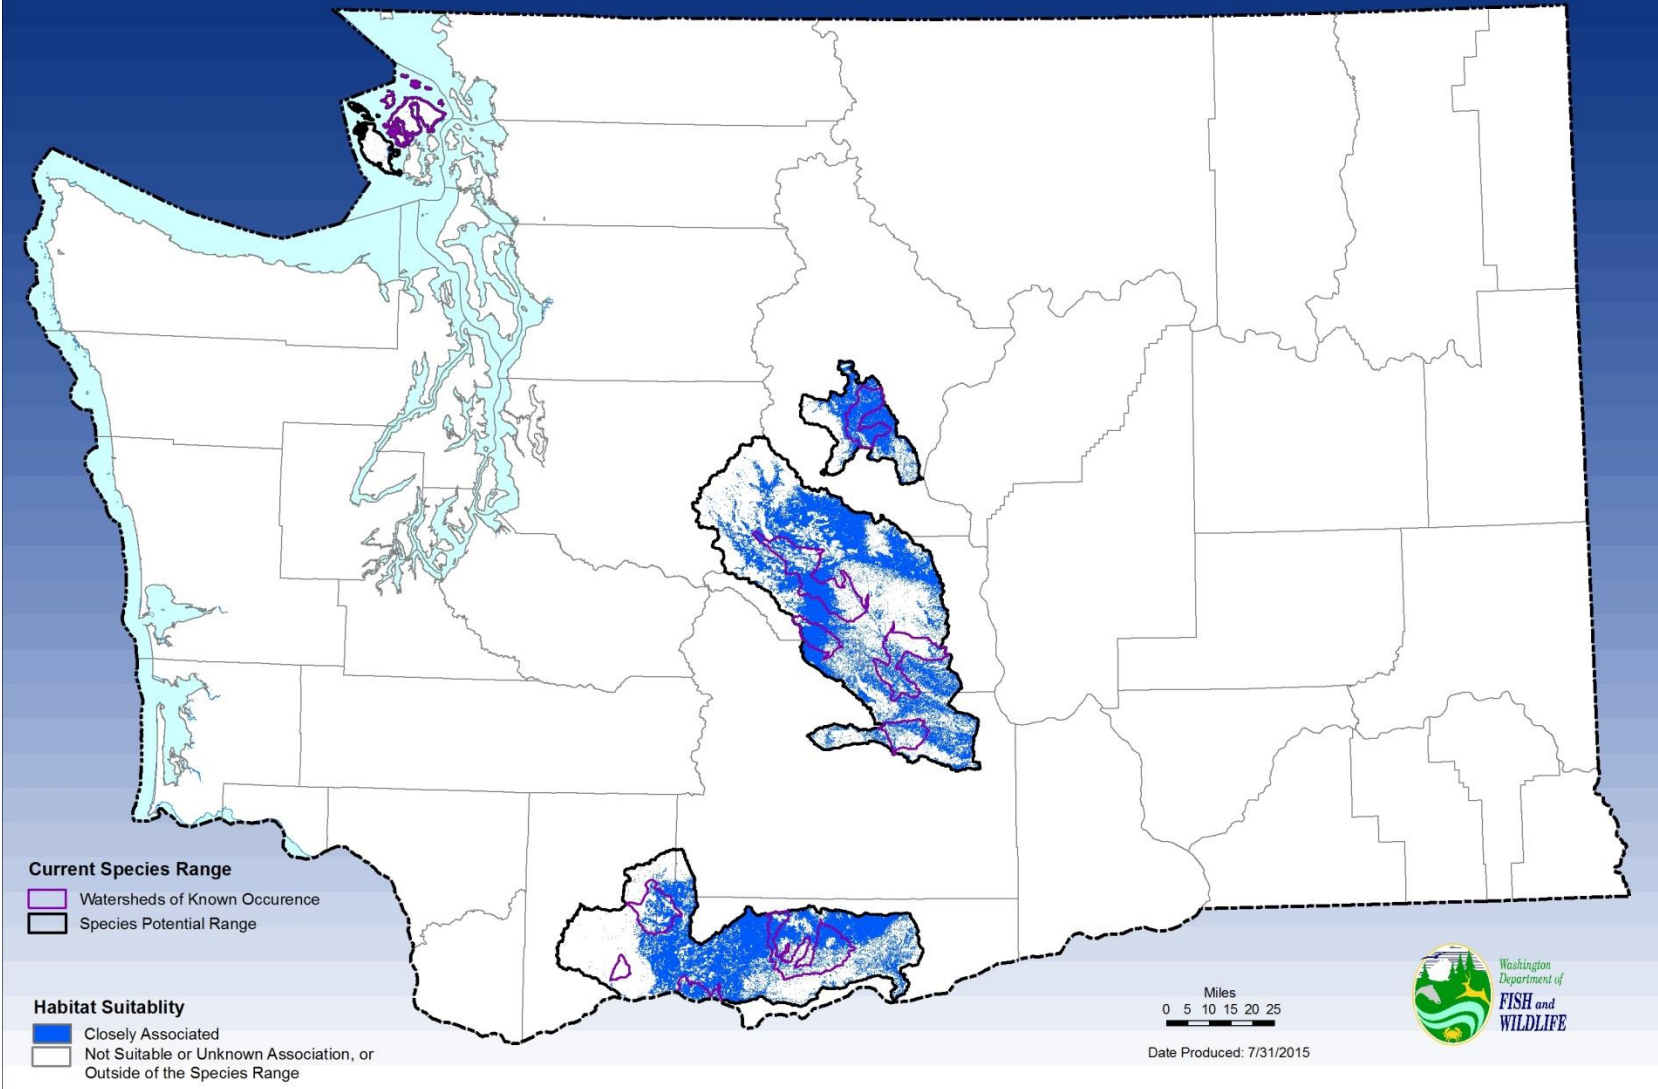 Current Species Range
Watersheds of Known Occurence
Species Potential Range
Habitat Suitablity
Closely Associated
Not Suitable or Unknown Association, or
Outside of the Species Range
Miles
0 5 10 15 20 25
Date Produced: 7/31/2015
Washington
Department of
FISH and
WILDLIFE